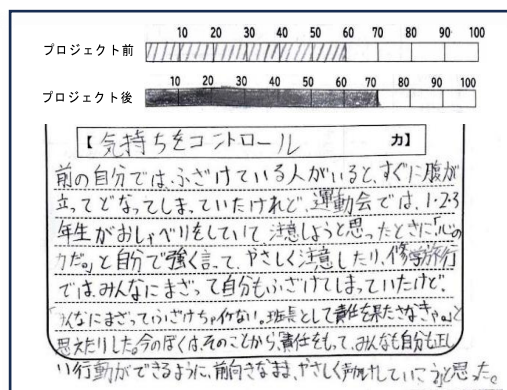 10 20 30 40 50 60 70 80 90 100
プロジェクト前
10 20 30 40 50 60 70 80 90 100
プロジェクト後
【気持ちをコントロール 力】
前の自分では、ふざけている人がいると、すぐに腹が
立ってどなってしまっていたけれど、運動会では、1・2・3
年生がおしゃべりをしていて、注意しようと思ったときに「心の
力だ。」と自分で強く言って、やさしく注意したり、修学旅行
では、みんなにまざって自分もふざけてしまっていたけど、
「みんなにまざってふざけちゃイケない。班長として責任を果たさなきゃ。」と
思えたりした。今のぼくは、そのことから、責任をもって、みんなも自分も正し
い行動ができるように、前向きなまま、やさしく声かけしていこうと思った。